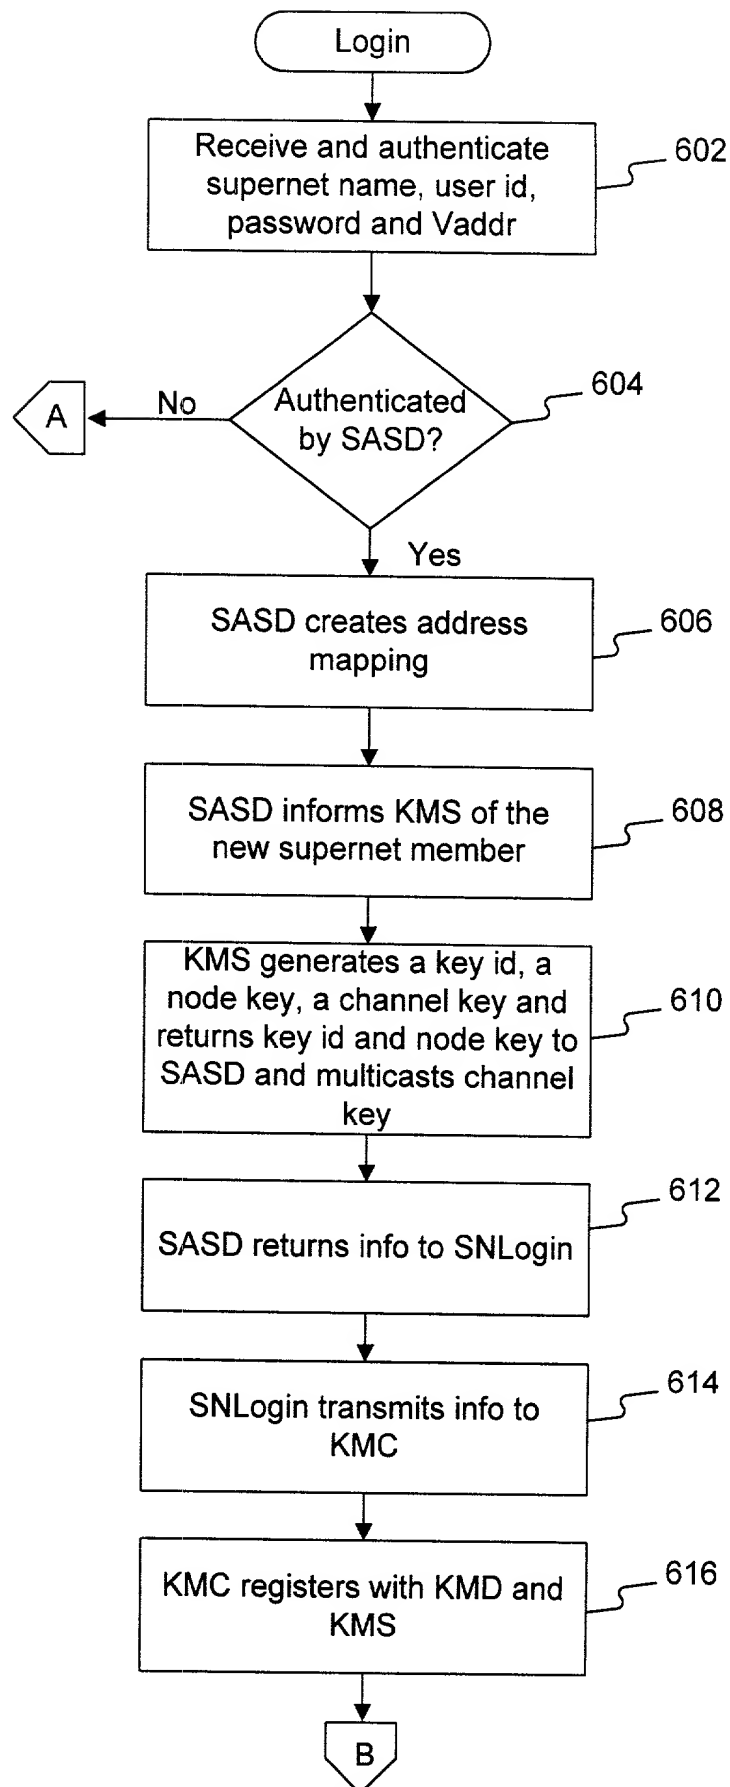 Login
Receive and authenticate
supernet name, user id,
password and Vaddr
602
Authenticated
by SASD?
604
No
A
Yes
SASD creates address
mapping
606
SASD informs KMS of the
new supernet member
608
KMS generates a key id, a
node key, a channel key and
returns key id and node key to
SASD and multicasts channel
key
610
SASD returns info to SNLogin
612
SNLogin transmits info to
KMC
614
KMC registers with KMD and
KMS
616
B